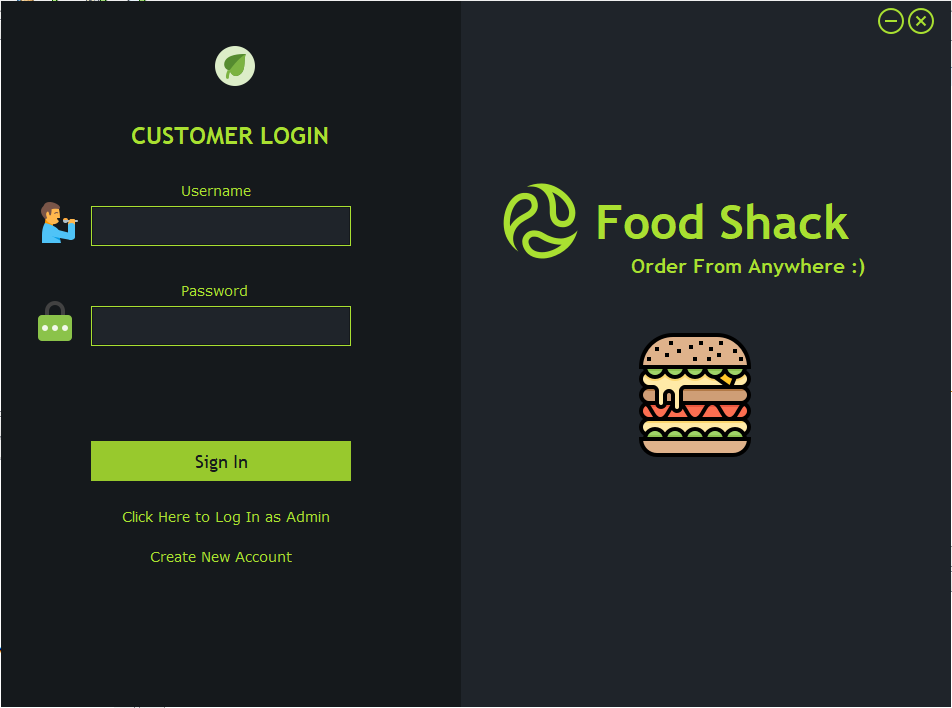 CUSTOMER LOGIN
Username
Password
Sign In
Click Here to Log In as Admin
Create New Account
Food Shack
Order From Anywhere :)